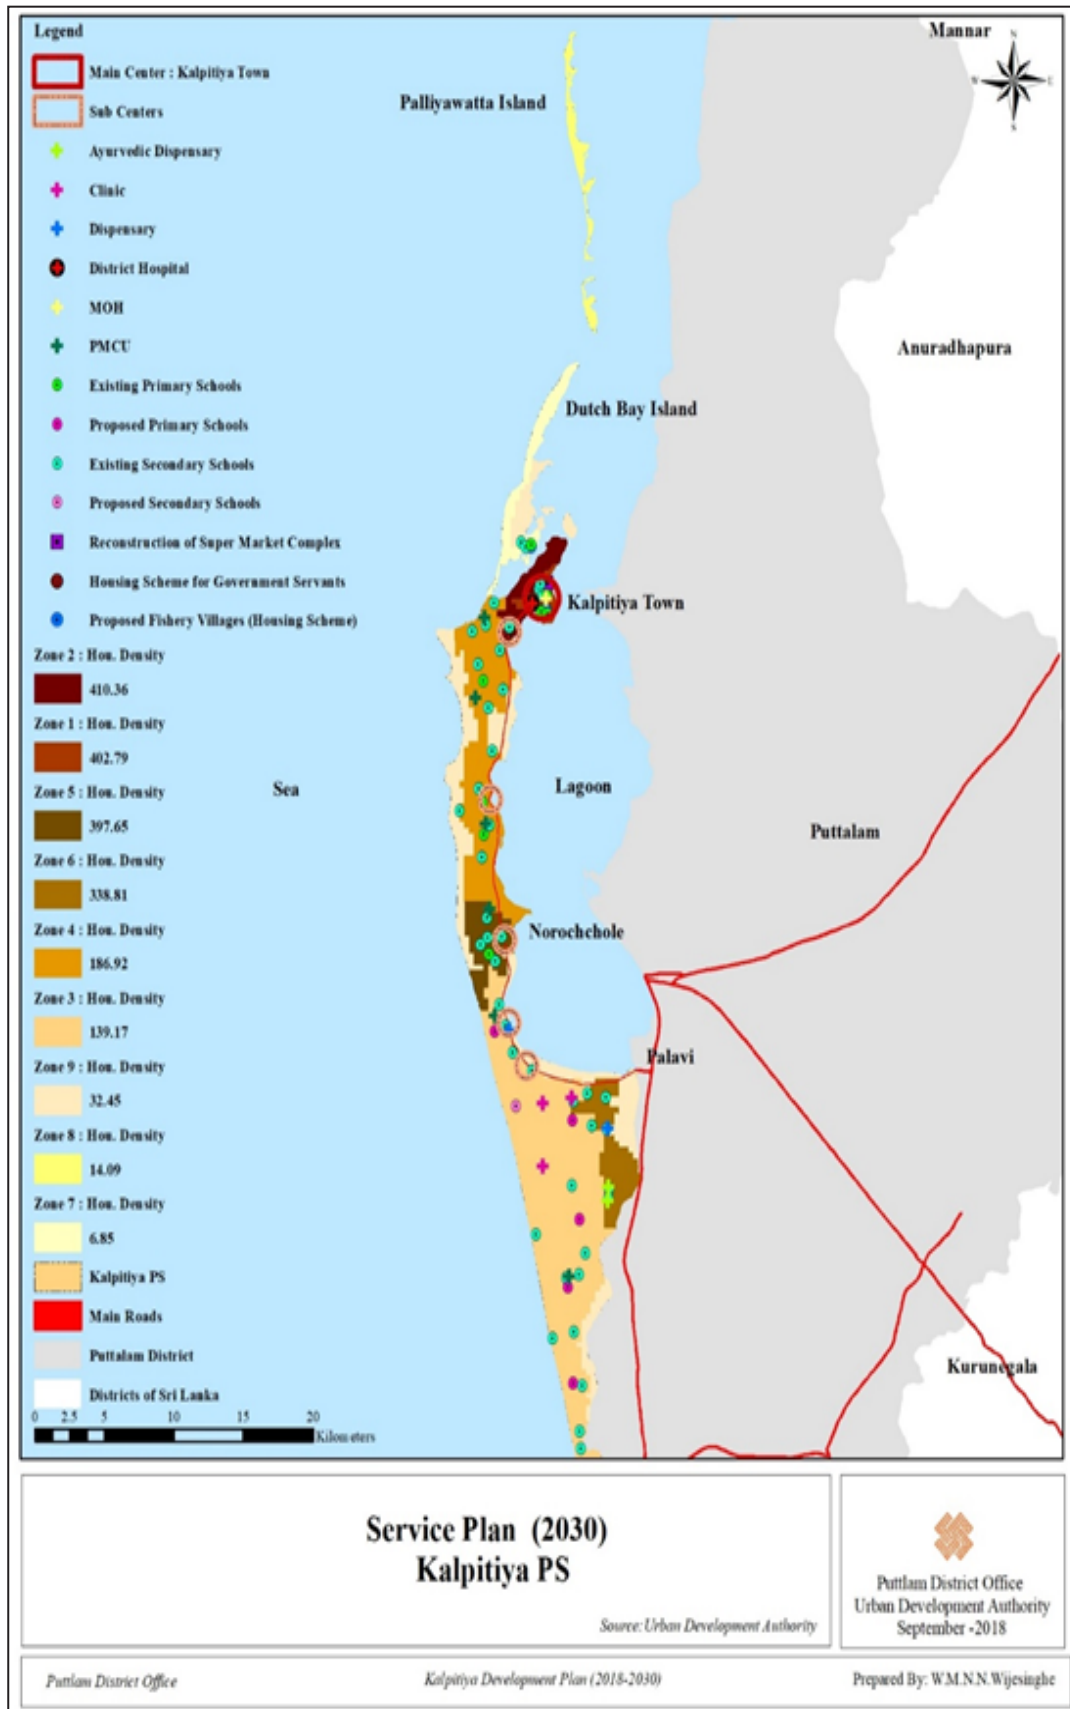 Legend
Main Center : Kalpitiya Town
Sub Centers
Ayurvedic Dispensary
Clinic
Dispensary
District Hospital
MOH
PMCU
Existing Primary Schools
Proposed Primary Schools
Existing Secondary Schools
Proposed Secondary Schools
Reconstruction of Super Market Complex
Housing Scheme for Government Servants
Proposed Fishery Villages (Housing Scheme)
Zone 2 : Hou. Density
410.36
Zone 1 : Hou. Density
402.79
Zone 5 : Hou. Density
397.65
Zone 6 : Hou. Density
338.81
Zone 4 : Hou. Density
186.92
Zone 3 : Hou. Density
139.17
Zone 9 : Hou. Density
32.45
Zone 8 : Hou. Density
14.09
Zone 7 : Hou. Density
6.85
Kalpitiya PS
Main Roads
Puttalam District
Districts of Sri Lanka
0 2.5 5 10 15 20
Kilometers
Mannar
N
W E
S
Palliyawatta Island
Anuradhapura
Dutch Bay Island
Kalpitiya Town
Sea
Lagoon
Puttalam
Norochchole
Palavi
Kurunegala
Service Plan (2030)
Kalpitiya PS
Source: Urban Development Authority
Puttlam District Office
Urban Development Authority
September -2018
Puttlam District Office
Kalpitiya Development Plan (2018-2030)
Prepared By: W.M.N.N.Wijesinghe